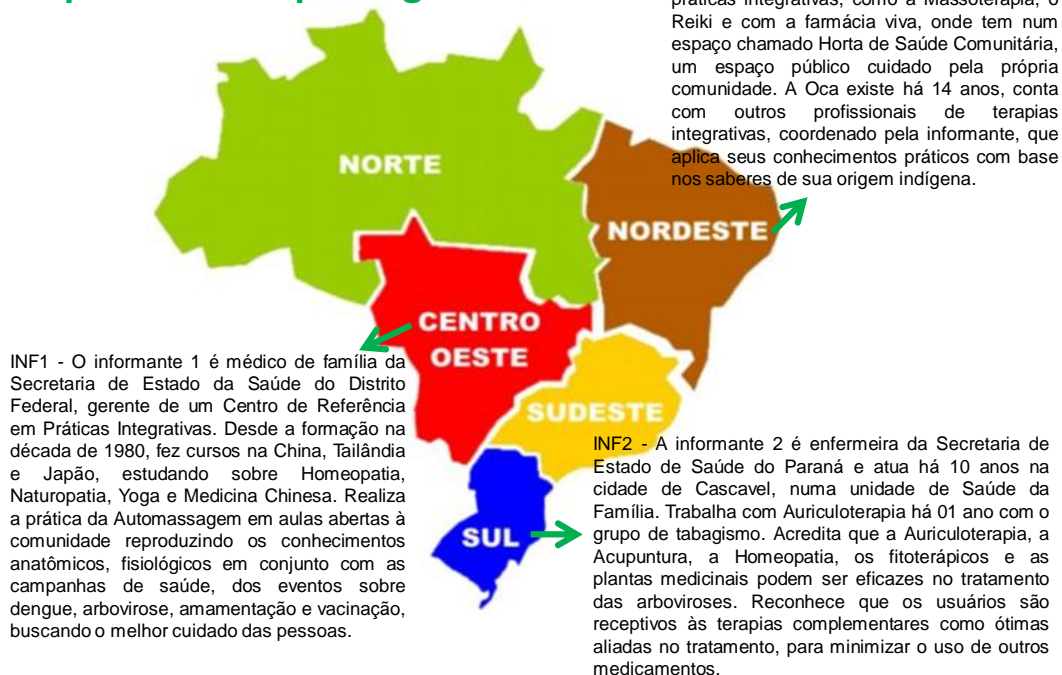 práticas integrativas, como a Massoterapia, o
Reiki e com a farmácia viva, onde tem num
espaço chamado Horta de Saúde Comunitária,
um espaço público cuidado pela própria
comunidade. A Oca existe há 14 anos, conta
com outros profissionais de terapias
integrativas, coordenado pela informante, que
aplica seus conhecimentos práticos com base
nos saberes de sua origem indígena.
NORTE
NORDESTE
CENTRO
OESTE
SUDESTE
SUL
INF1 - O informante 1 é médico de família da
Secretaria de Estado da Saúde do Distrito
Federal, gerente de um Centro de Referência
em Práticas Integrativas. Desde a formação na
década de 1980, fez cursos na China, Tailândia
e Japão, estudando sobre Homeopatia,
Naturopatia, Yoga e Medicina Chinesa. Realiza
a prática da Automassagem em aulas abertas à
comunidade reproduzindo os conhecimentos
anatômicos, fisiológicos em conjunto com as
campanhas de saúde, dos eventos sobre
dengue, arbovirose, amamentação e vacinação,
buscando o melhor cuidado das pessoas.
INF2 - A informante 2 é enfermeira da Secretaria de
Estado de Saúde do Paraná e atua há 10 anos na
cidade de Cascavel, numa unidade de Saúde da
Família. Trabalha com Auriculoterapia há 01 ano com o
grupo de tabagismo. Acredita que a Auriculoterapia, a
Acupuntura, a Homeopatia, os fitoterápicos e as
plantas medicinais podem ser eficazes no tratamento
das arboviroses. Reconhece que os usuários são
receptivos às terapias complementares como ótimas
aliadas no tratamento, para minimizar o uso de outros
medicamentos.